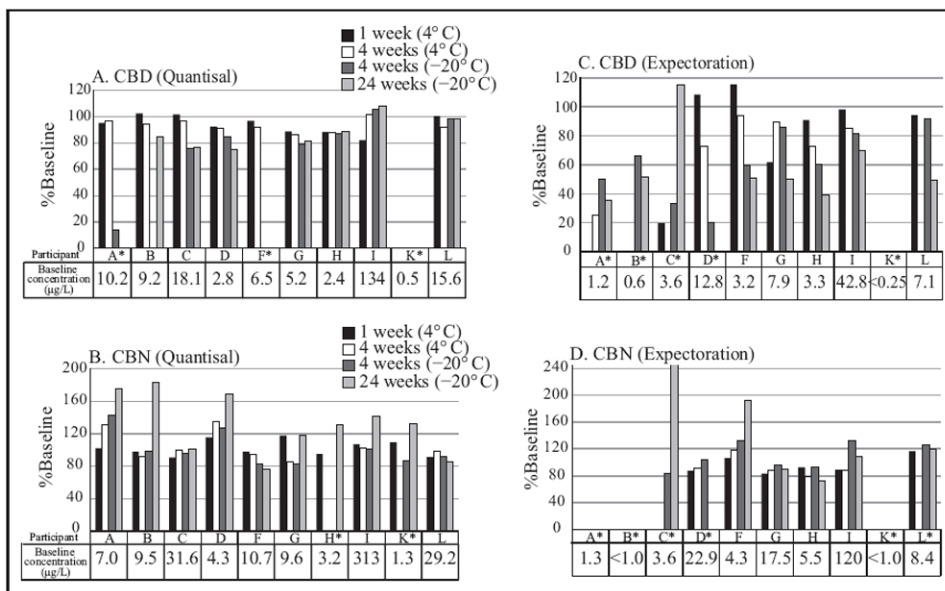 A. CBD (Quantisal)
1 week (4° C)
4 weeks (4° C)
4 weeks (−20° C)
24 weeks (−20° C)
%Baseline
120
100
80
60
40
20
0
Participant A* B C D F* G H I K* L
Baseline concentration (µg/L) 10.2 9.2 18.1 2.8 6.5 5.2 2.4 134 0.5 15.6
C. CBD (Expectoration)
%Baseline
120
100
80
60
40
20
0
A* B* C* D* F G H I K* L
1.2 0.6 3.6 12.8 3.2 7.9 3.3 42.8 <0.25 7.1
B. CBN (Quantisal)
1 week (4° C)
4 weeks (4° C)
4 weeks (−20° C)
24 weeks (−20° C)
%Baseline
200
160
120
80
40
0
Participant A B C D F G H* I K* L
Baseline concentration (µg/L) 7.0 9.5 31.6 4.3 10.7 9.6 3.2 313 1.3 29.2
D. CBN (Expectoration)
%Baseline
240
200
160
120
80
40
0
A* B* C* D* F G H I K* L*
1.3 <1.0 3.6 22.9 4.3 17.5 5.5 120 <1.0 8.4